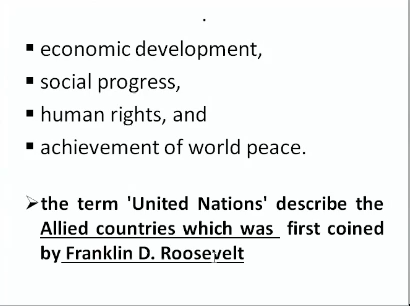 ▪ economic development,
▪ social progress,
▪ human rights, and
▪ achievement of world peace.
➢ the term 'United Nations' describe the
Allied countries which was first coined
by Franklin D. Roosevelt